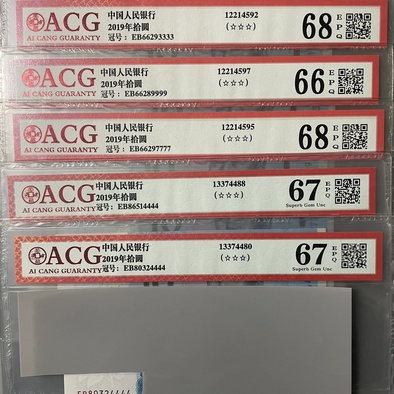 ACG
AI CANG GUARANTY
中国人民银行
2019年拾圆
冠号: EB66293333
12214592
(☆☆☆)
68
EPQ
ACG
AI CANG GUARANTY
中国人民银行
2019年拾圆
冠号: EB66289999
12214597
(☆☆☆)
66
EPQ
ACG
AI CANG GUARANTY
中国人民银行
2019年拾圆
冠号: EB66297777
12214595
(☆☆☆)
68
EPQ
ACG
AI CANG GUARANTY
中国人民银行
2019年拾圆
冠号: EB86514444
13374488
(☆☆☆)
67
EPQ
Superb Gem Unc
ACG
AI CANG GUARANTY
中国人民银行
2019年拾圆
冠号: EB80324444
13374480
(☆☆☆)
67
EPQ
Superb Gem Unc
EB80324444